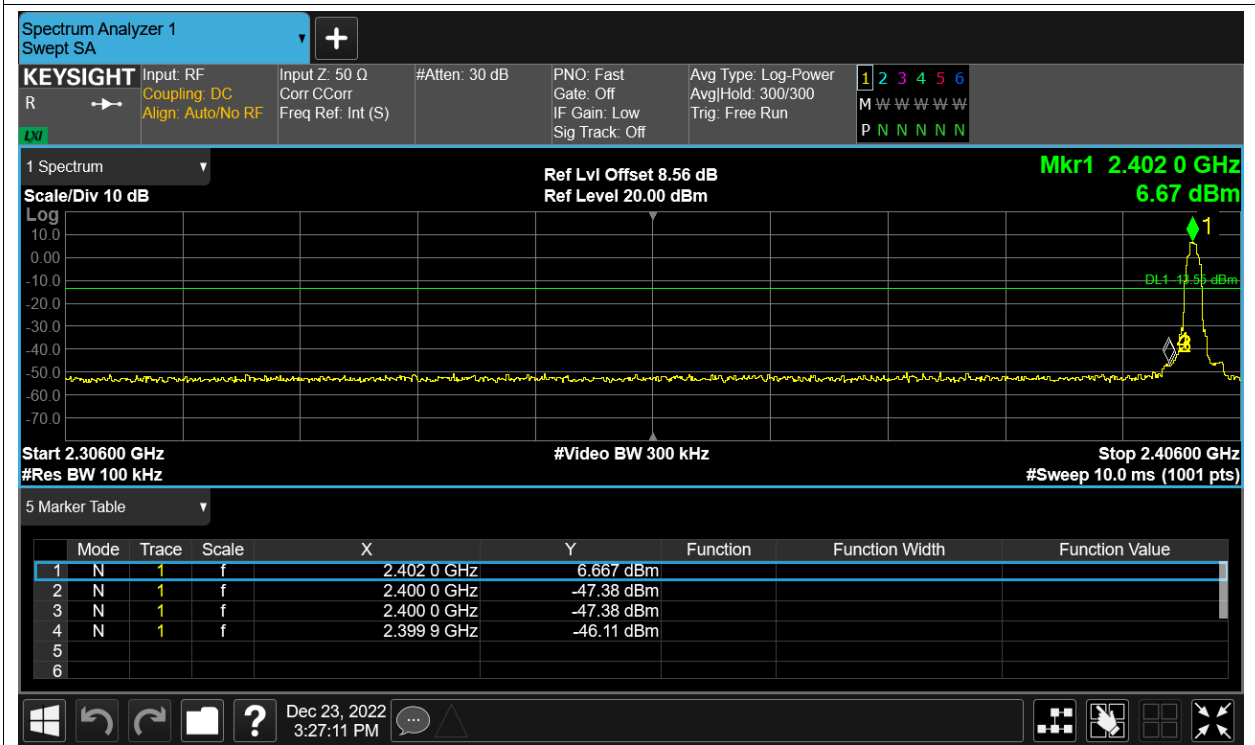 Spectrum Analyzer 1
Swept SA
KEYSIGHT Input: RF Input Z: 50 Ω #Atten: 30 dB PNO: Fast Avg Type: Log-Power 1 2 3 4 5 6
R Coupling: DC Corr CCorr Gate: Off Avg|Hold: 300/300 M W W W W W
Align: Auto/No RF Freq Ref: Int (S) IF Gain: Low Trig: Free Run
LXI Sig Track: Off P N N N N N
1 Spectrum Ref Lvl Offset 8.56 dB Mkr1 2.402 0 GHz
Scale/Div 10 dB Ref Level 20.00 dBm 6.67 dBm
Log
1
10.0
0.00
-10.0
DL1 -13.55 dBm
-20.0
-30.0
-40.0
-50.0
-60.0
-70.0
Start 2.30600 GHz #Video BW 300 kHz Stop 2.40600 GHz
#Res BW 100 kHz #Sweep 10.0 ms (1001 pts)
5 Marker Table
Mode Trace Scale X Y Function Function Width Function Value
1 N 1 f 2.402 0 GHz 6.667 dBm
2 N 1 f 2.400 0 GHz -47.38 dBm
3 N 1 f 2.400 0 GHz -47.38 dBm
4 N 1 f 2.399 9 GHz -46.11 dBm
5
6
? Dec 23, 2022
3:27:11 PM